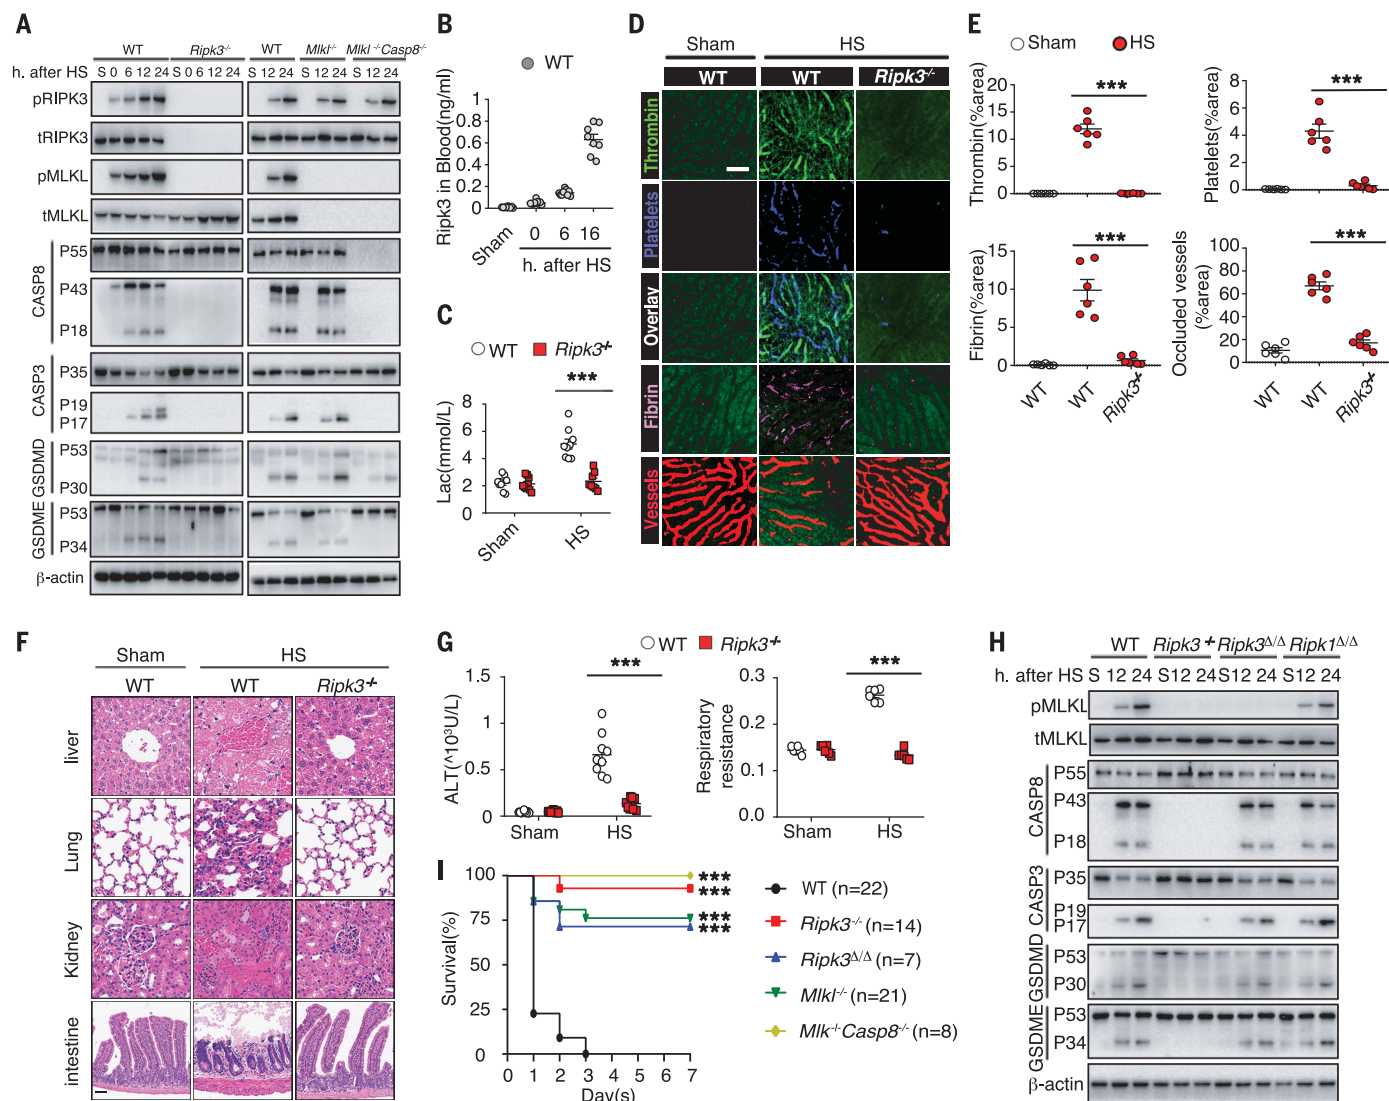 A
WT
Ripk3-/-
WT
Mlkl-/-
Mlkl-/-Casp8-/-
h. after HS
S 0 6 12 24 S 0 6 12 24
S 12 24 S 12 24 S 12 24
pRIPK3
tRIPK3
pMLKL
tMLKL
CASP8
P55
P43
P18
CASP3
P35
P19
P17
GSDMD
P53
P30
GSDME
P53
P34
β-actin
B
WT
Ripk3 in Blood(ng/ml)
1
0.8
0.6
0.4
0.2
0
Sham
0 6 16
h. after HS
C
WT Ripk3-/-
***
Lac(mmol/L)
8
6
4
2
0
Sham HS
D
Sham HS
WT WT Ripk3-/-
Thrombin
Platelets
Overlay
Fibrin
Vessels
E
Sham HS
***
Thrombin(%area)
20
15
10
5
0
***
Platelets(%area)
8
6
4
2
0
***
Fibrin(%area)
15
10
5
0
WT WT Ripk3-/-
***
Occluded vessels
(%area)
100
80
60
40
20
0
WT WT Ripk3-/-
F
Sham HS
WT WT Ripk3-/-
liver
Lung
Kidney
intestine
G
WT Ripk3-/-
***
ALT(^10³U/L)
1.5
1
0.5
0
Sham HS
***
Respiratory
resistance
0.3
0.2
0.1
0.0
Sham HS
H
WT Ripk3-/- Ripk3Δ/Δ Ripk1Δ/Δ
h. after HS S 12 24 S 12 24 S 12 24 S 12 24
pMLKL
tMLKL
CASP8
P55
P43
P18
CASP3
P35
P19
P17
GSDMD
P53
P30
GSDME
P53
P34
β-actin
I
Survival(%)
100
75
50
25
0
0 1 2 3 4 5 6 7
Day(s)
***
***
***
***
WT (n=22)
Ripk3-/- (n=14)
Ripk3Δ/Δ (n=7)
Mlkl-/- (n=21)
Mlk-/-Casp8-/- (n=8)